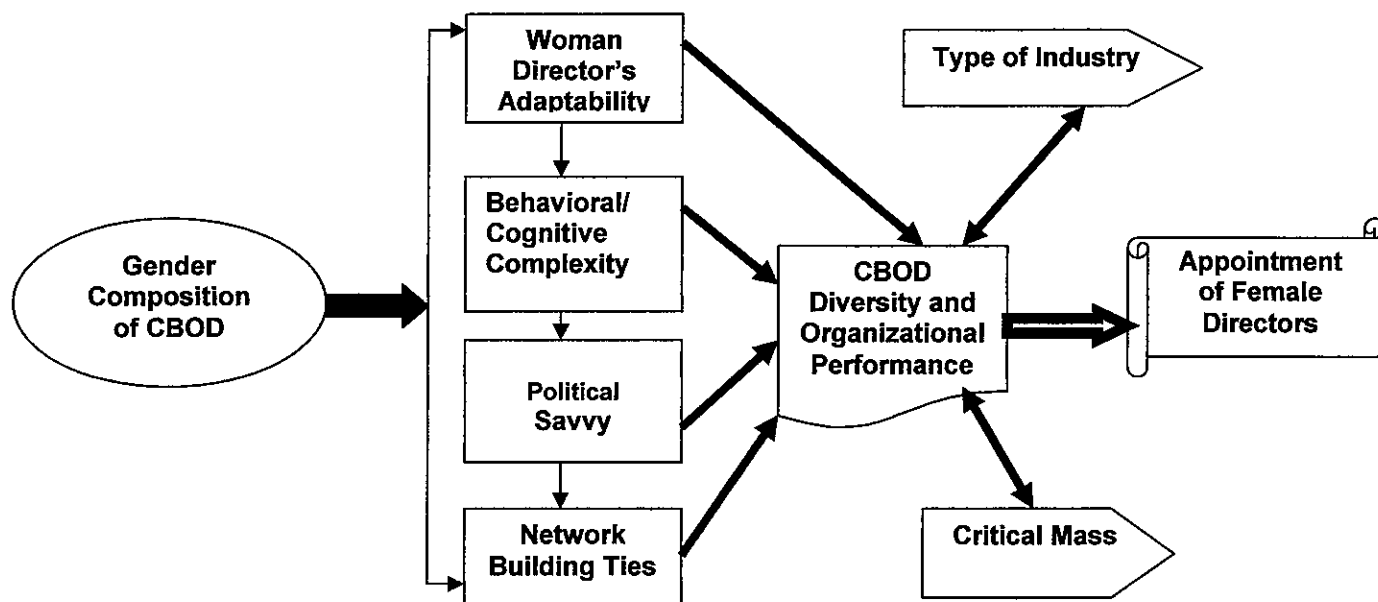 Woman
Director's
Adaptability
Type of Industry
Behavioral/
Cognitive
Complexity
Gender
Composition
of CBOD
CBOD
Diversity and
Organizational
Performance
Appointment
of Female
Directors
Political
Savvy
Network
Building Ties
Critical Mass